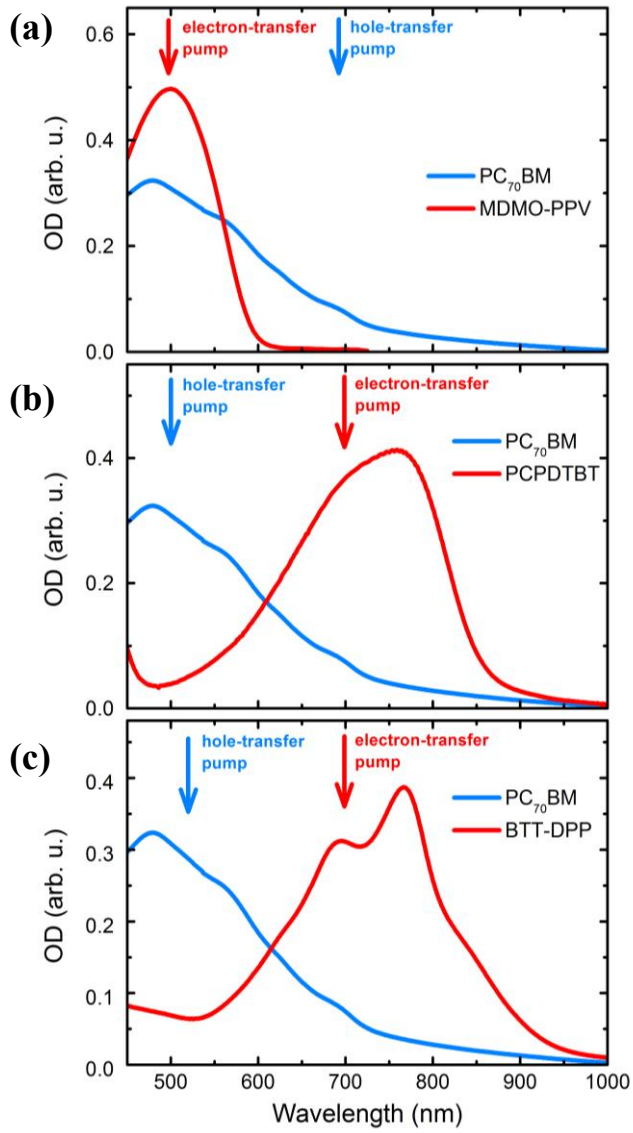 (a)
electron-transfer
pump
hole-transfer
pump
0.6
0.4
0.2
0.0
OD (arb. u.)
PC70BM
MDMO-PPV
(b)
hole-transfer
pump
electron-transfer
pump
0.4
0.2
0.0
OD (arb. u.)
PC70BM
PCPDTBT
(c)
hole-transfer
pump
electron-transfer
pump
0.4
0.3
0.2
0.1
0.0
OD (arb. u.)
PC70BM
BTT-DPP
500 600 700 800 900 1000
Wavelength (nm)